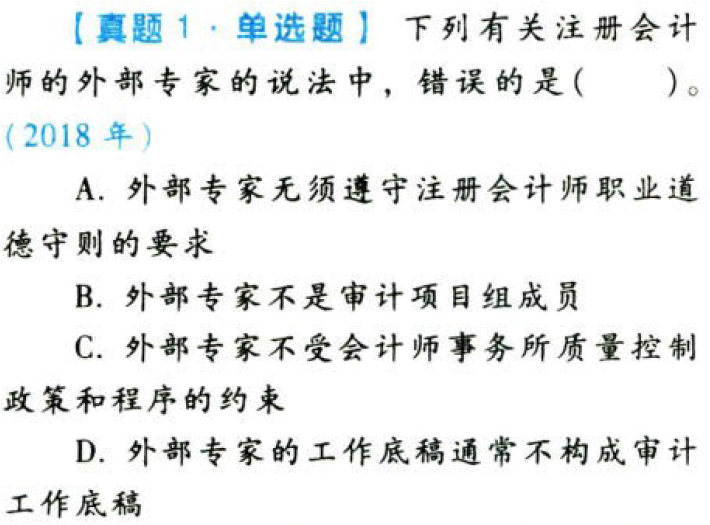 【真题1·单选题】 下列有关注册会计
师的外部专家的说法中，错误的是(  )。
(2018 年)
A. 外部专家无须遵守注册会计师职业道
德守则的要求
B. 外部专家不是审计项目组成员
C. 外部专家不受会计师事务所质量控制
政策和程序的约束
D. 外部专家的工作底稿通常不构成审计
工作底稿